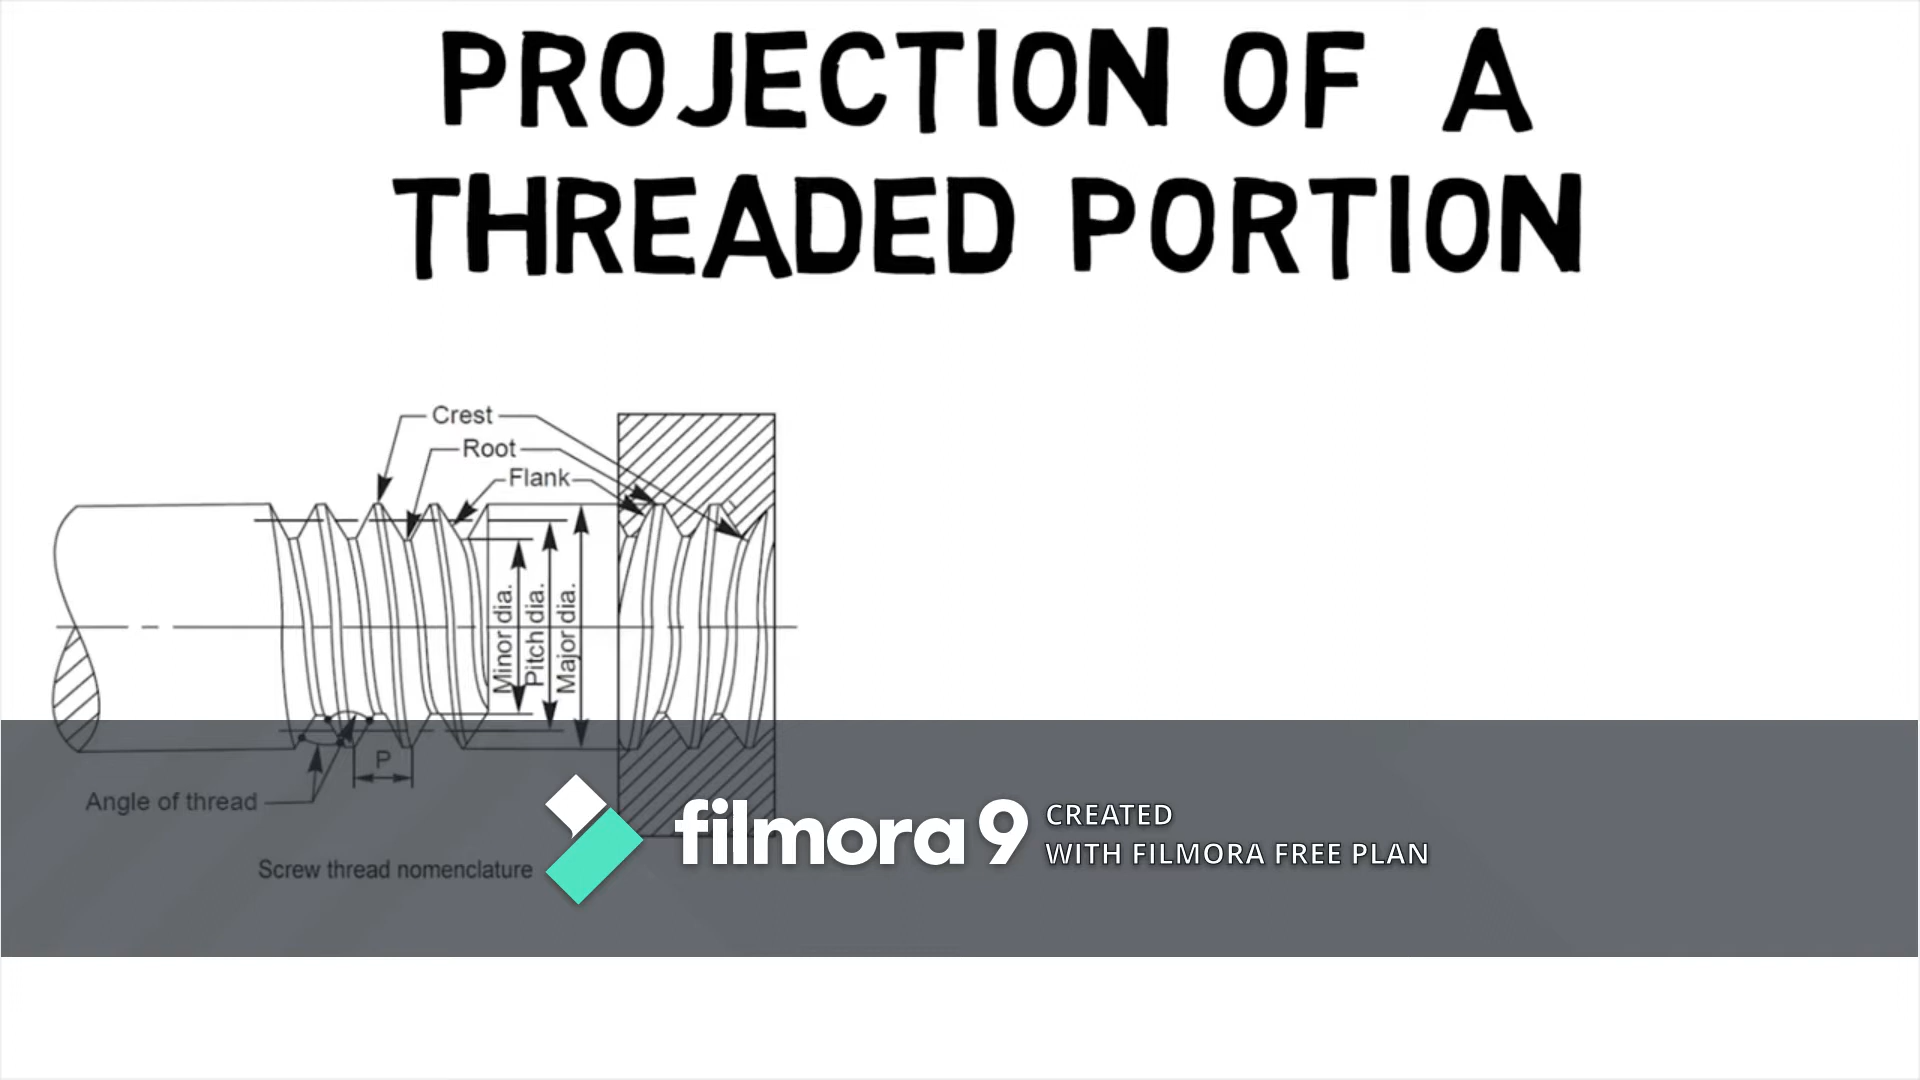 PROJECTION OF A
THREADED PORTION
Crest
Root
Flank
Minor dia.
Pitch dia.
Major dia.
P
Angle of thread
Screw thread nomenclature
filmora9
CREATED
WITH FILMORA FREE PLAN